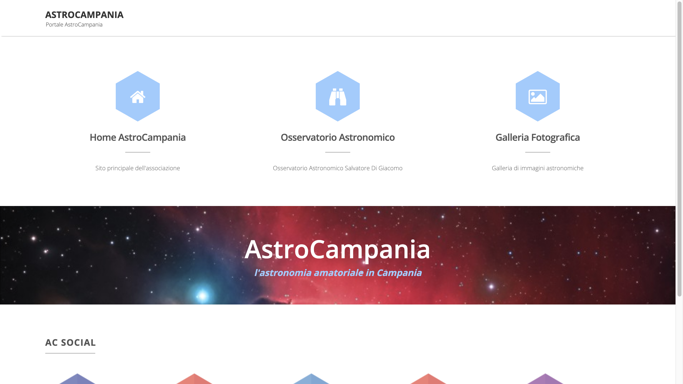 ASTROCAMPANIA
Portale AstroCampania
Home AstroCampania
Sito principale dell'associazione
Osservatorio Astronomico
Osservatorio Astronomico Salvatore Di Giacomo
Galleria Fotografica
Galleria di immagini astronomiche
AstroCampania
l'astronomia amatoriale in Campania
AC SOCIAL